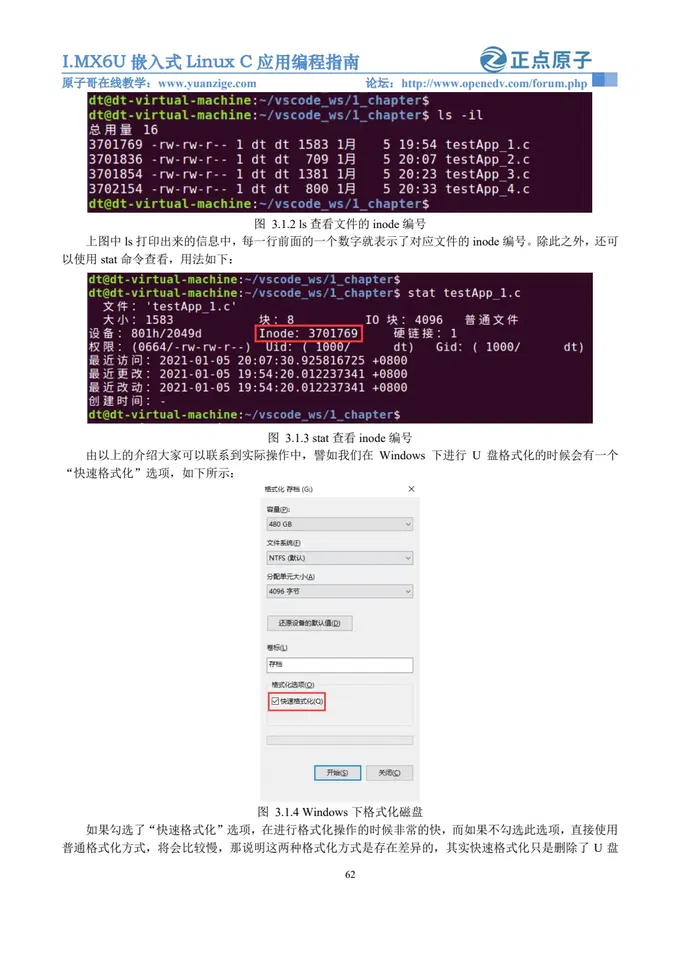 I.MX6U 嵌入式 Linux C 应用编程指南
正点原子
原子哥在线教学：www.yuanzige.com 论坛：http://www.openedv.com/forum.php
dt@dt-virtual-machine:~/vscode_ws/1_chapter$
dt@dt-virtual-machine:~/vscode_ws/1_chapter$ ls -il
总用量 16
3701769 -rw-rw-r-- 1 dt dt 1583 1月 5 19:54 testApp_1.c
3701836 -rw-rw-r-- 1 dt dt 709 1月 5 20:07 testApp_2.c
3701854 -rw-rw-r-- 1 dt dt 1381 1月 5 20:23 testApp_3.c
3702154 -rw-rw-r-- 1 dt dt 800 1月 5 20:33 testApp_4.c
dt@dt-virtual-machine:~/vscode_ws/1_chapter$
图 3.1.2 ls 查看文件的 inode 编号
上图中 ls 打印出来的信息中，每一行前面的一个数字就表示了对应文件的 inode 编号。除此之外，还可
以使用 stat 命令查看，用法如下：
dt@dt-virtual-machine:~/vscode_ws/1_chapter$
dt@dt-virtual-machine:~/vscode_ws/1_chapter$ stat testApp_1.c
文件：'testApp_1.c'
大小：1583 块：8 IO 块：4096 普通文件
设备：801h/2049d Inode: 3701769 硬链接：1
权限：(0664/-rw-rw-r--) Uid: ( 1000/ dt) Gid: ( 1000/ dt)
最近访问：2021-01-05 20:07:30.925816725 +0800
最近更改：2021-01-05 19:54:20.012237341 +0800
最近改动：2021-01-05 19:54:20.012237341 +0800
创建时间：-
dt@dt-virtual-machine:~/vscode_ws/1_chapter$
图 3.1.3 stat 查看 inode 编号
由以上的介绍大家可以联系到实际操作中，譬如我们在 Windows 下进行 U 盘格式化的时候会有一个
“快速格式化”选项，如下所示：
格式化 存档 (G:)
容量(P):
480 GB
文件系统(F)
NTFS (默认)
分配单元大小(A)
4096 字节
还原设备的默认值(D)
卷标(L)
存档
格式化选项(O)
快速格式化(Q)
开始(S) 关闭(C)
图 3.1.4 Windows 下格式化磁盘
如果勾选了“快速格式化”选项，在进行格式化操作的时候非常的快，而如果不勾选此选项，直接使用
普通格式化方式，将会比较慢，那说明这两种格式化方式是存在差异的，其实快速格式化只是删除了 U 盘
62